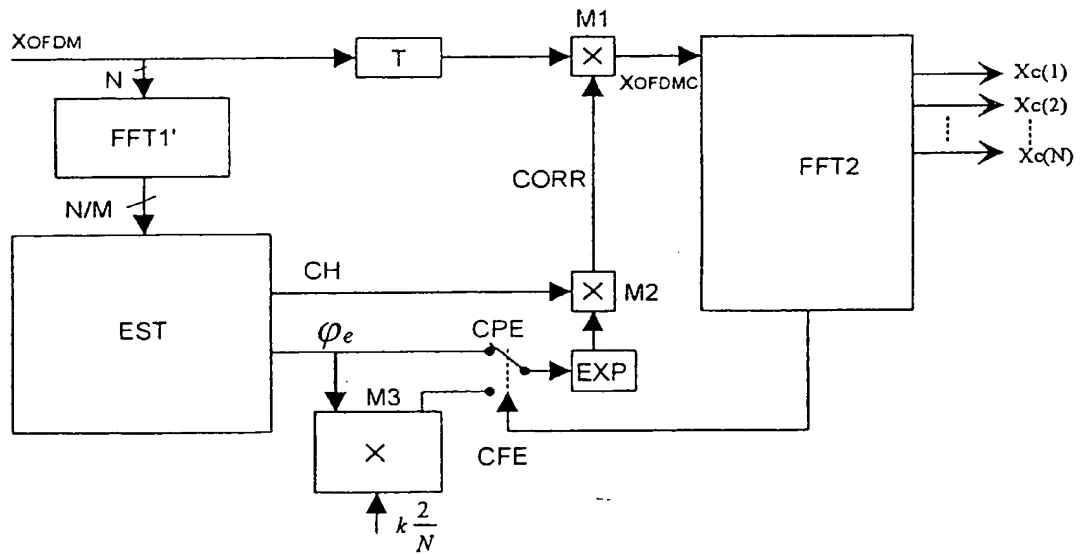 XOFDM
N
FFT1'
N/M
EST
T
M1
×
XOFDMC
CORR
CH
×
M2
φe
CPE
EXP
M3
×
CFE
k 2/N
FFT2
Xc(1)
Xc(2)
Xc(N)